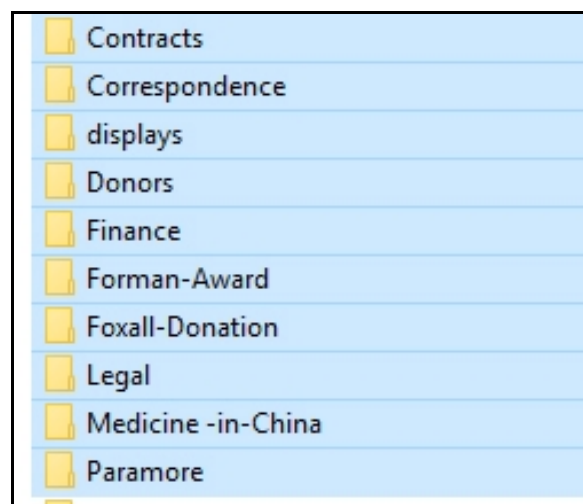 Contracts
Correspondence
displays
Donors
Finance
Forman-Award
Foxall-Donation
Legal
Medicine -in-China
Paramore